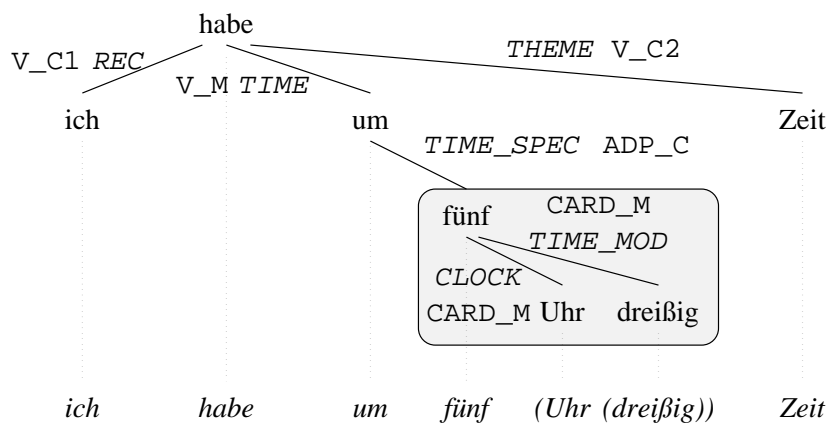 habe
V_C1 REC
THEME V_C2
V_M TIME
ich um Zeit
TIME_SPEC ADP_C
fünf CARD_M
TIME_MOD
CLOCK
CARD_M Uhr dreißig
ich habe um fünf (Uhr (dreißig)) Zeit